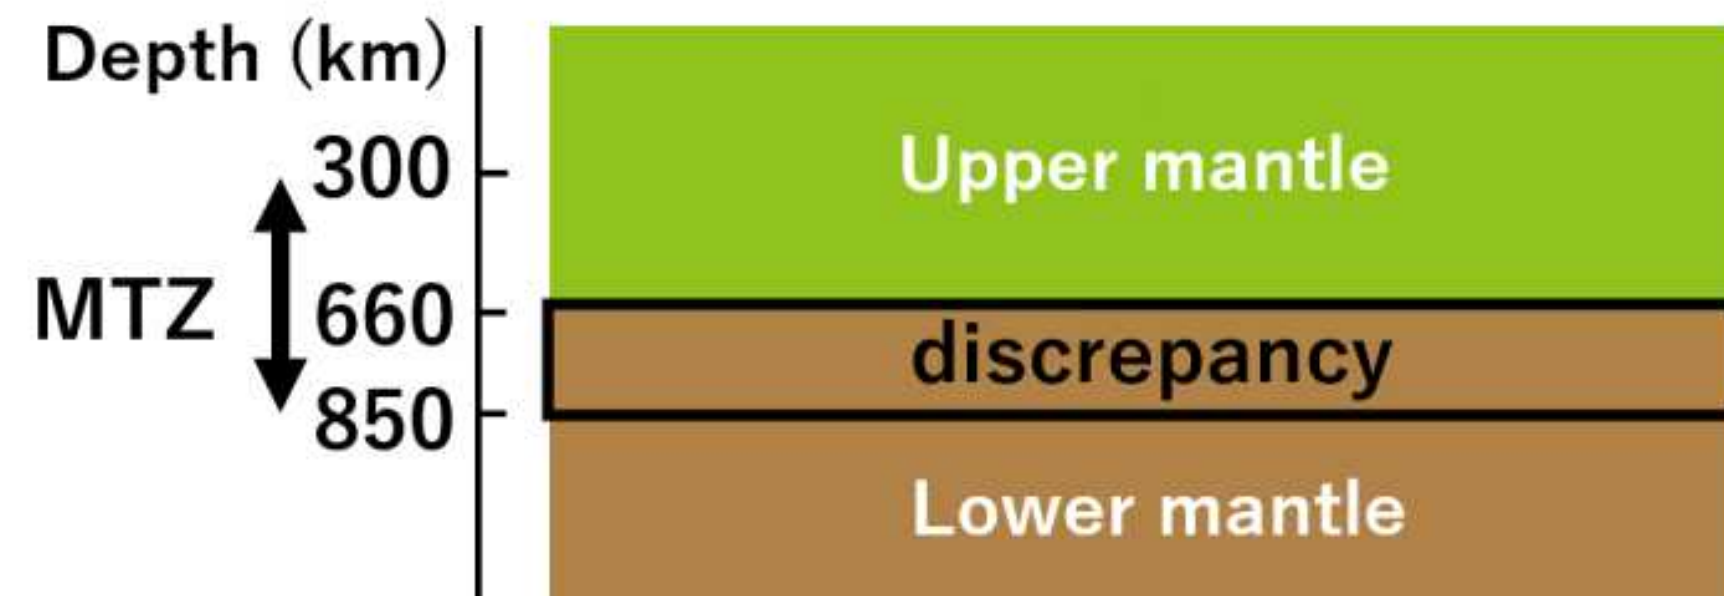 Depth (km)
300
Upper mantle
MTZ
660
discrepancy
850
Lower mantle